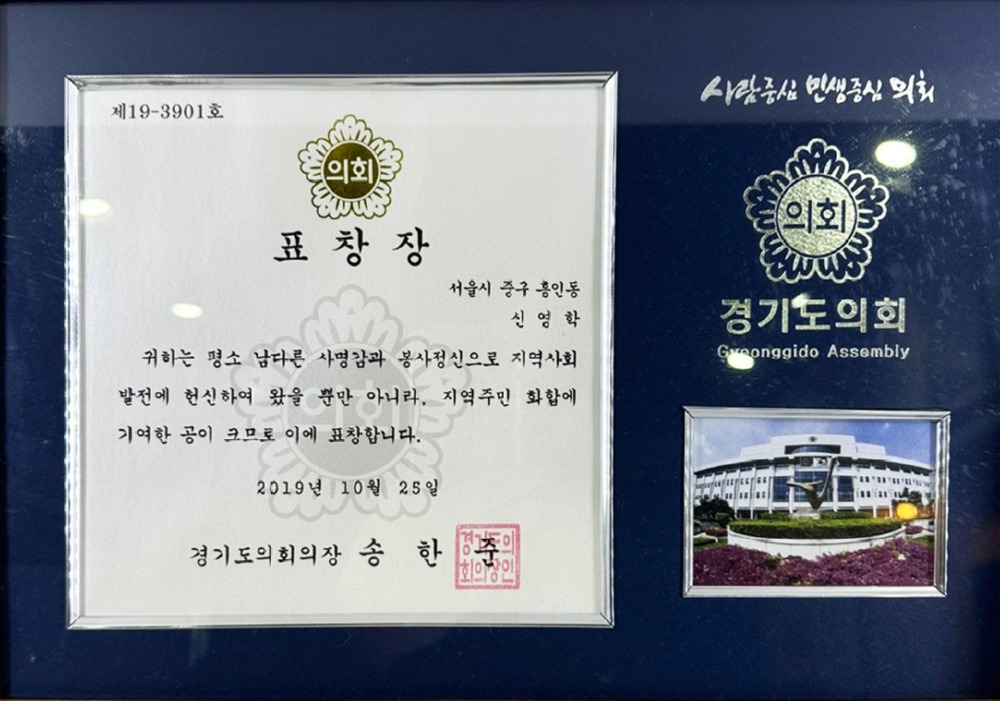 제19-3901호
의회
표창장
서울시 중구 흥인동
신영학
귀하는 평소 남다른 사명감과 봉사정신으로 지역사회
발전에 헌신하여 왔을 뿐만 아니라, 지역주민 화합에
기여한 공이 크므로 이에 표창합니다.
2019년 10월 25일
경기도의회의장 송한준
경기도의
회의장인
사람중심 민생중심 의회
의회
경기도의회
Gyeonggido Assembly